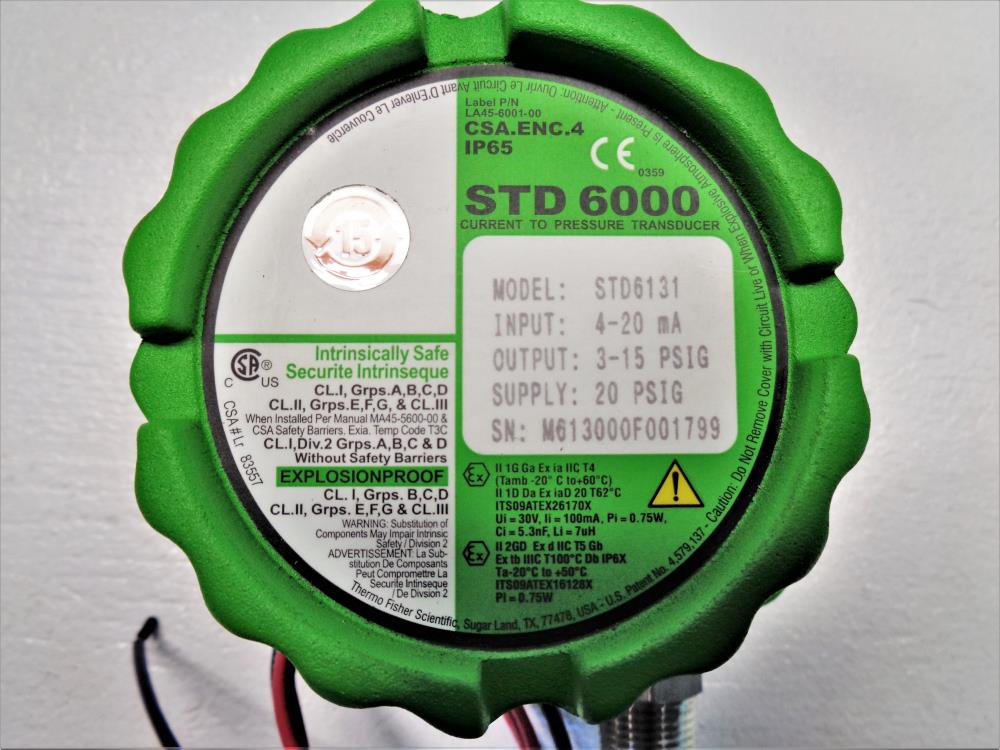 Attention: Ouvrir Le Circuit Avant D'Enlever Le Couvercle
Label P/N
LA45-6001-00
CSA.ENC.4
IP65
CE
0359
STD 6000
CURRENT TO PRESSURE TRANSDUCER
15
MODEL: STD6131
INPUT: 4-20 mA
OUTPUT: 3-15 PSIG
SUPPLY: 20 PSIG
SN: M613000F001799
C SA ® US
CSA # Lr 83557
Intrinsically Safe
Securite Intrinseque
CL.I, Grps.A,B,C,D
CL.II, Grps.E,F,G, & CL.III
When Installed Per Manual MA45-5600-00 &
CSA Safety Barriers. Exia. Temp Code T3C
CL.I,Div.2 Grps.A,B,C & D
Without Safety Barriers
EXPLOSIONPROOF
CL. I, Grps. B,C,D
CL.II, Grps. E,F,G & CL.III
WARNING: Substitution of
Components May Impair Intrinsic
Safety / Division 2
ADVERTISSEMENT: La Sub-
stitution De Composants
Peut Compromettre La
Securite Intrinseque
/ De Division 2
Ex II 1G Ga Ex ia IIC T4
(Tamb -20° C to+60°C)
II 1D Da Ex iaD 20 T62°C
ITS09ATEX26170X
Ui = 30V, Ii = 100mA, Pi = 0.75W,
Ci = 5.3nF, Li = 7uH
Ex II 2GD Ex d IIC T5 Gb
Ex tb IIIC T100°C Db IP6X
Ta-20°C to +50°C
ITS09ATEX16128X
PI = 0.75W
Thermo Fisher Scientific, Sugar Land, TX, 77478, USA - U.S. Patent No. 4,579,137 - Caution: Do Not Remove Cover with Circuit Live or When Explosive Atmosphere is Present -